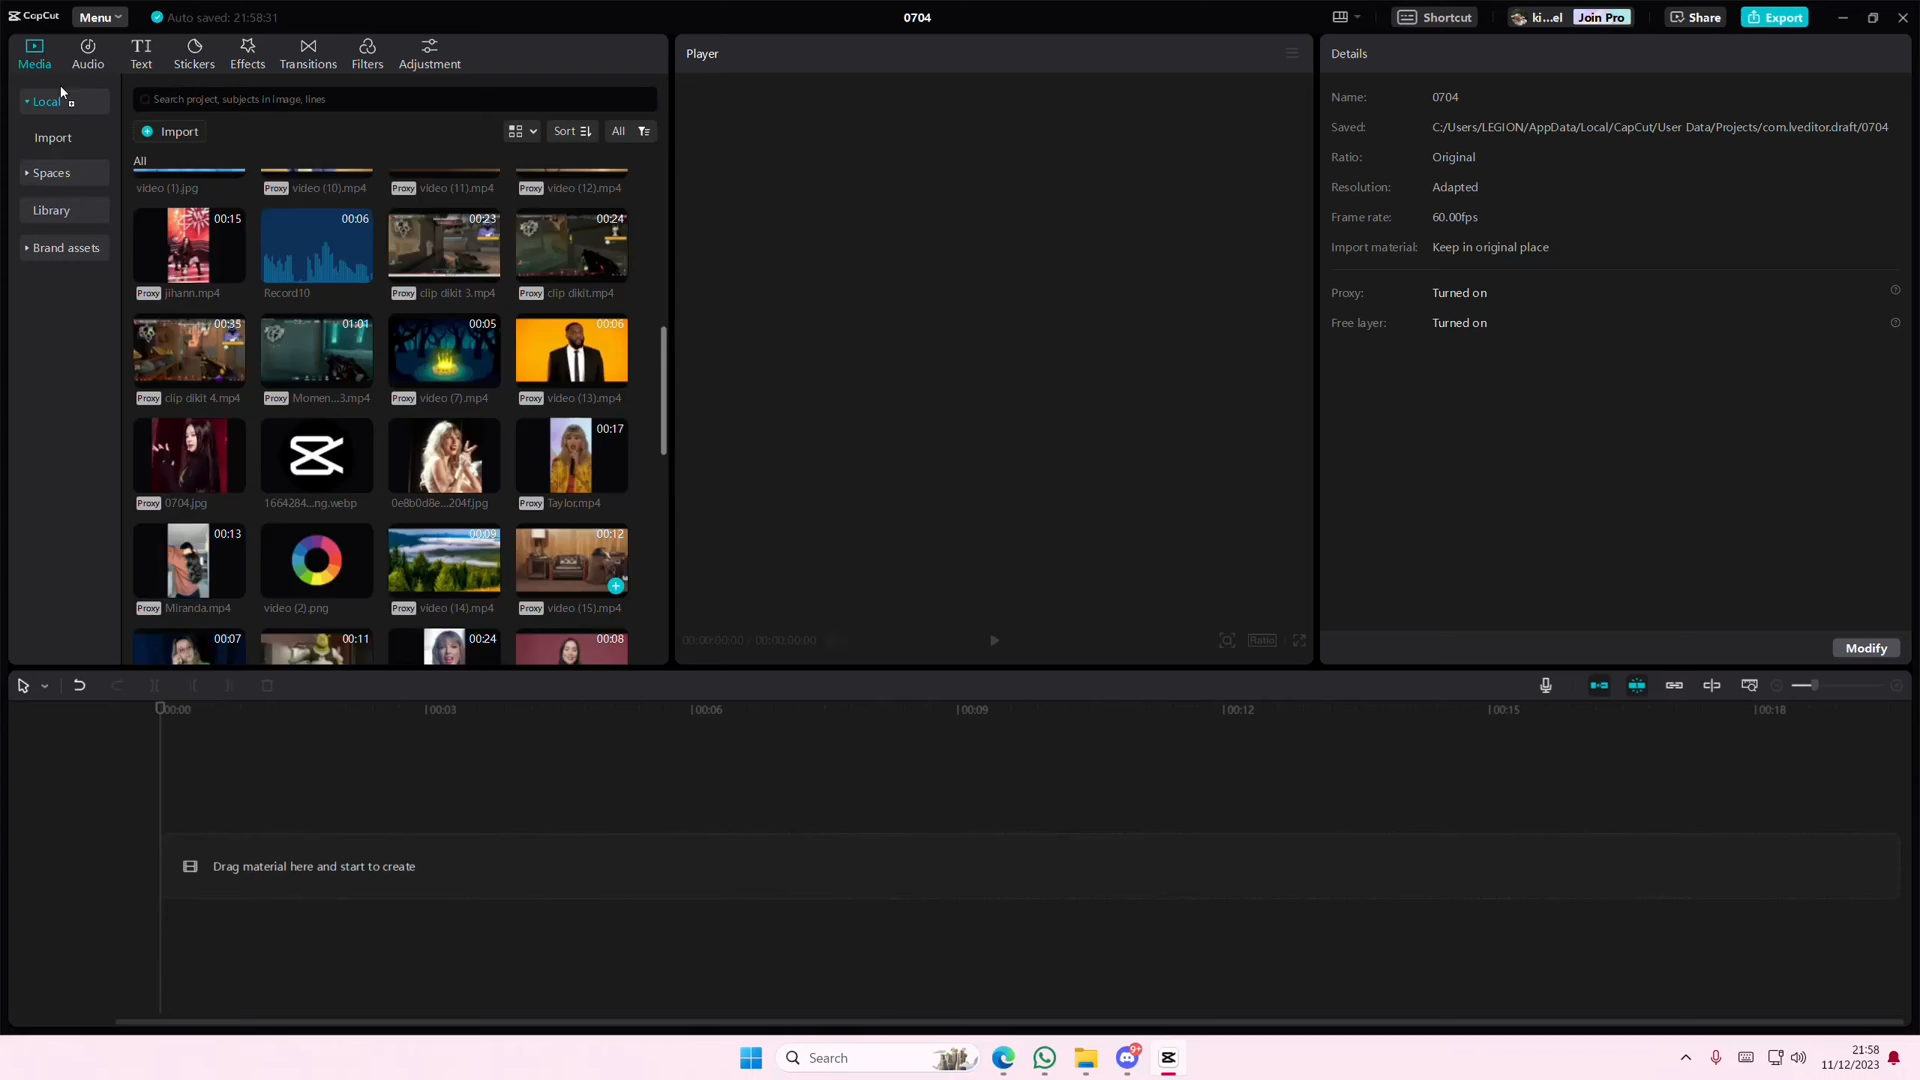 CapCut
Menu
Auto saved: 21:58:31
0704
Shortcut
ki...el
Join Pro
Share
Export
Media
Audio
TI
Text
Stickers
Effects
Transitions
Filters
Adjustment
Player
Details
Local
Import
Spaces
Library
Brand assets
Search project, subjects in image, lines
Import
Sort
All
All
video (1).jpg
Proxy video (10).mp4
Proxy video (11).mp4
Proxy video (12).mp4
00:15
00:06
00:23
00:24
Proxy jihann.mp4
Record10
Proxy clip dikit 3.mp4
Proxy clip dikit.mp4
00:35
01:01
00:05
00:06
Proxy clip dikit 4.mp4
Proxy Momen...3.mp4
Proxy video (7).mp4
Proxy video (13).mp4
00:17
Proxy 0704.jpg
1664284...ng.webp
0e8b0d8e...204f.jpg
Proxy Taylor.mp4
00:13
00:09
00:12
Proxy Miranda.mp4
video (2).png
Proxy video (14).mp4
Proxy video (15).mp4
00:07
00:11
00:24
00:08
00:00:00:00 / 00:00:00:00
Ratio
Name: 0704
Saved: C:/Users/LEGION/AppData/Local/CapCut/User Data/Projects/com.lveditor.draft/0704
Ratio: Original
Resolution: Adapted
Frame rate: 60.00fps
Import material: Keep in original place
Proxy: Turned on
Free layer: Turned on
Modify
00:00
00:03
00:06
00:09
00:12
00:15
00:18
Drag material here and start to create
Search
9+
21:58
11/12/2023